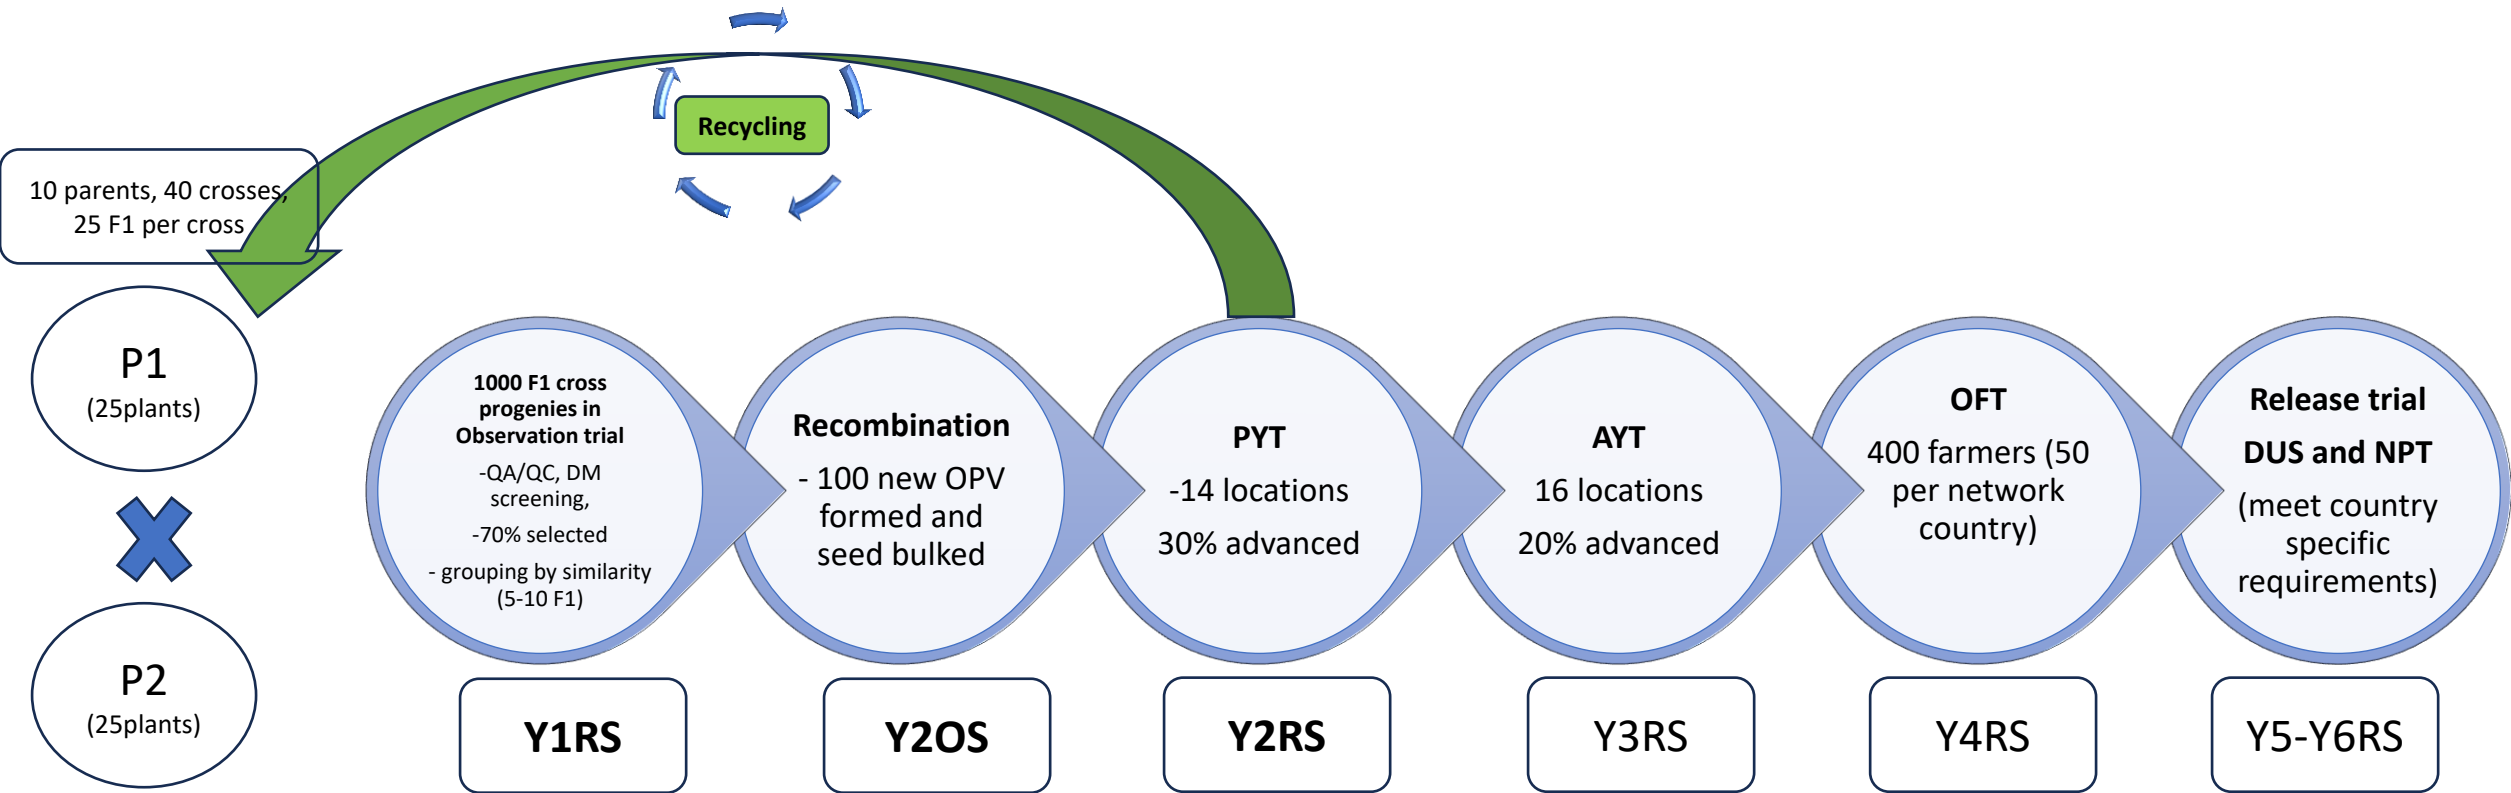 Recycling
10 parents, 40 crosses,
25 F1 per cross
P1
(25plants)
P2
(25plants)
1000 F1 cross
progenies in
Observation trial
-QA/QC, DM
screening,
-70% selected
- grouping by similarity
(5-10 F1)
Y1RS
Recombination
- 100 new OPV
formed and
seed bulked
Y2OS
PYT
-14 locations
30% advanced
Y2RS
AYT
16 locations
20% advanced
Y3RS
OFT
400 farmers (50
per network
country)
Y4RS
Release trial
DUS and NPT
(meet country
specific
requirements)
Y5-Y6RS